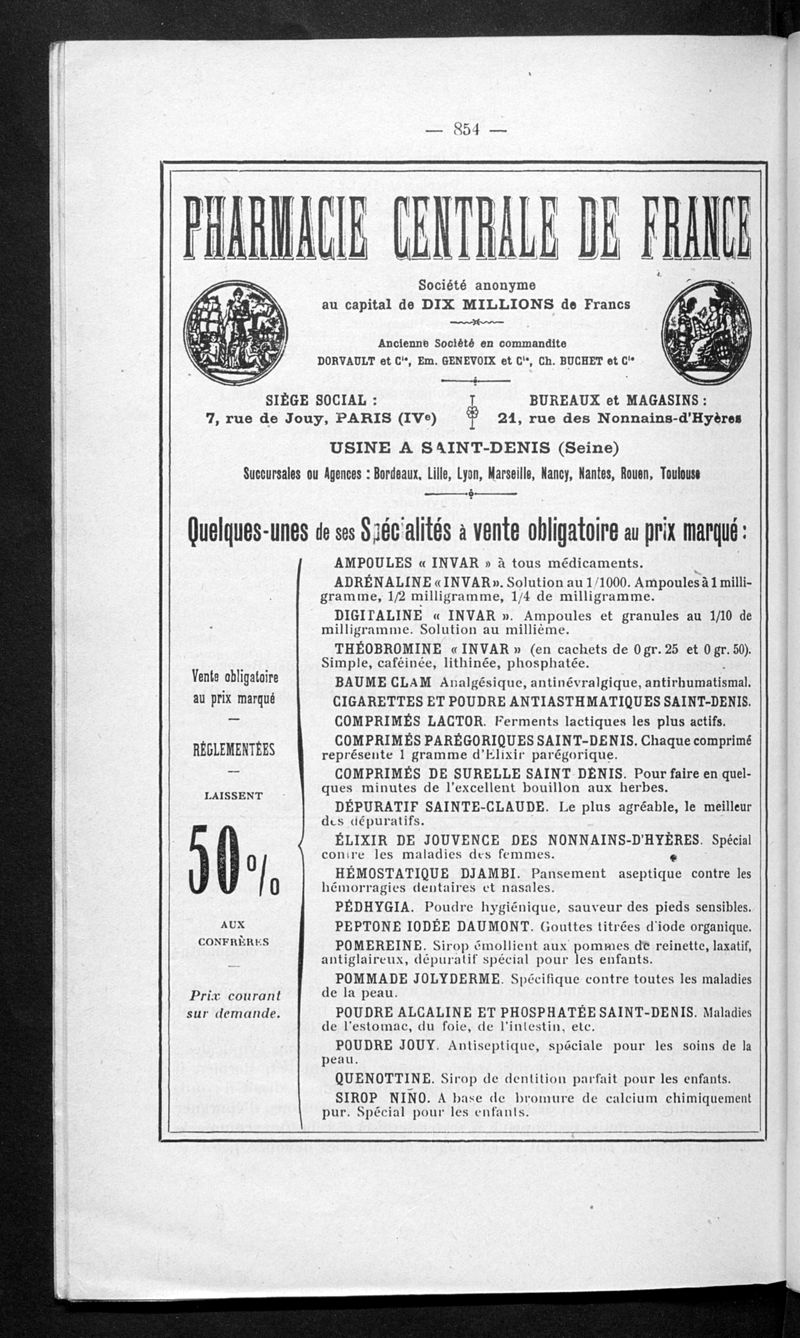 — 854 —
PHARMACIE CENTRALE DE FRANCE
Société anonyme
au capital de DIX MILLIONS de Francs
Ancienne Société en commandite
DORVAULT et Cie, Em. GENEVOIX et Cie, Ch. BUCHET et Cie
SIÈGE SOCIAL :
7, rue de Jouy, PARIS (IVe)
BUREAUX et MAGASINS :
21, rue des Nonnains-d'Hyères
USINE A SAINT-DENIS (Seine)
Succursales ou Agences : Bordeaux, Lille, Lyon, Marseille, Nancy, Nantes, Rouen, Toulouse
Quelques-unes de ses Spécialités à vente obligatoire au prix marqué :
Vente obligatoire
au prix marqué
—
RÉGLEMENTÉES
—
LAISSENT
50%
AUX
CONFRÈRES
—
Prix courant
sur demande.
AMPOULES « INVAR » à tous médicaments.
ADRÉNALINE « INVAR ». Solution au 1/1000. Ampoules à 1 milli-
gramme, 1/2 milligramme, 1/4 de milligramme.
DIGITALINE « INVAR ». Ampoules et granules au 1/10 de
milligramme. Solution au millième.
THÉOBROMINE « INVAR » (en cachets de 0 gr. 25 et 0 gr. 50).
Simple, caféinée, lithinée, phosphatée.
BAUME CLAM Analgésique, antinévralgique, antirhumatismal.
CIGARETTES ET POUDRE ANTIASTHMATIQUES SAINT-DENIS.
COMPRIMÉS LACTOR. Ferments lactiques les plus actifs.
COMPRIMÉS PARÉGORIQUES SAINT-DENIS. Chaque comprimé
représente 1 gramme d'Elixir parégorique.
COMPRIMÉS DE SURELLE SAINT DENIS. Pour faire en quel-
ques minutes de l'excellent bouillon aux herbes.
DÉPURATIF SAINTE-CLAUDE. Le plus agréable, le meilleur
des dépuratifs.
ÉLIXIR DE JOUVENCE DES NONNAINS-D'HYÈRES. Spécial
contre les maladies des femmes.
HÉMOSTATIQUE DJAMBI. Pansement aseptique contre les
hémorragies dentaires et nasales.
PÉDHYGIA. Poudre hygiénique, sauveur des pieds sensibles.
PEPTONE IODÉE DAUMONT. Gouttes titrées d'iode organique.
POMEREINE. Sirop émollient aux pommes de reinette, laxatif,
antiglaireux, dépuratif spécial pour les enfants.
POMMADE JOLYDERME. Spécifique contre toutes les maladies
de la peau.
POUDRE ALCALINE ET PHOSPHATÉE SAINT-DENIS. Maladies
de l'estomac, du foie, de l'intestin, etc.
POUDRE JOUY. Antiseptique, spéciale pour les soins de la
peau.
QUENOTTINE. Sirop de dentition parfait pour les enfants.
SIROP NIÑO. A base de bromure de calcium chimiquement
pur. Spécial pour les enfants.